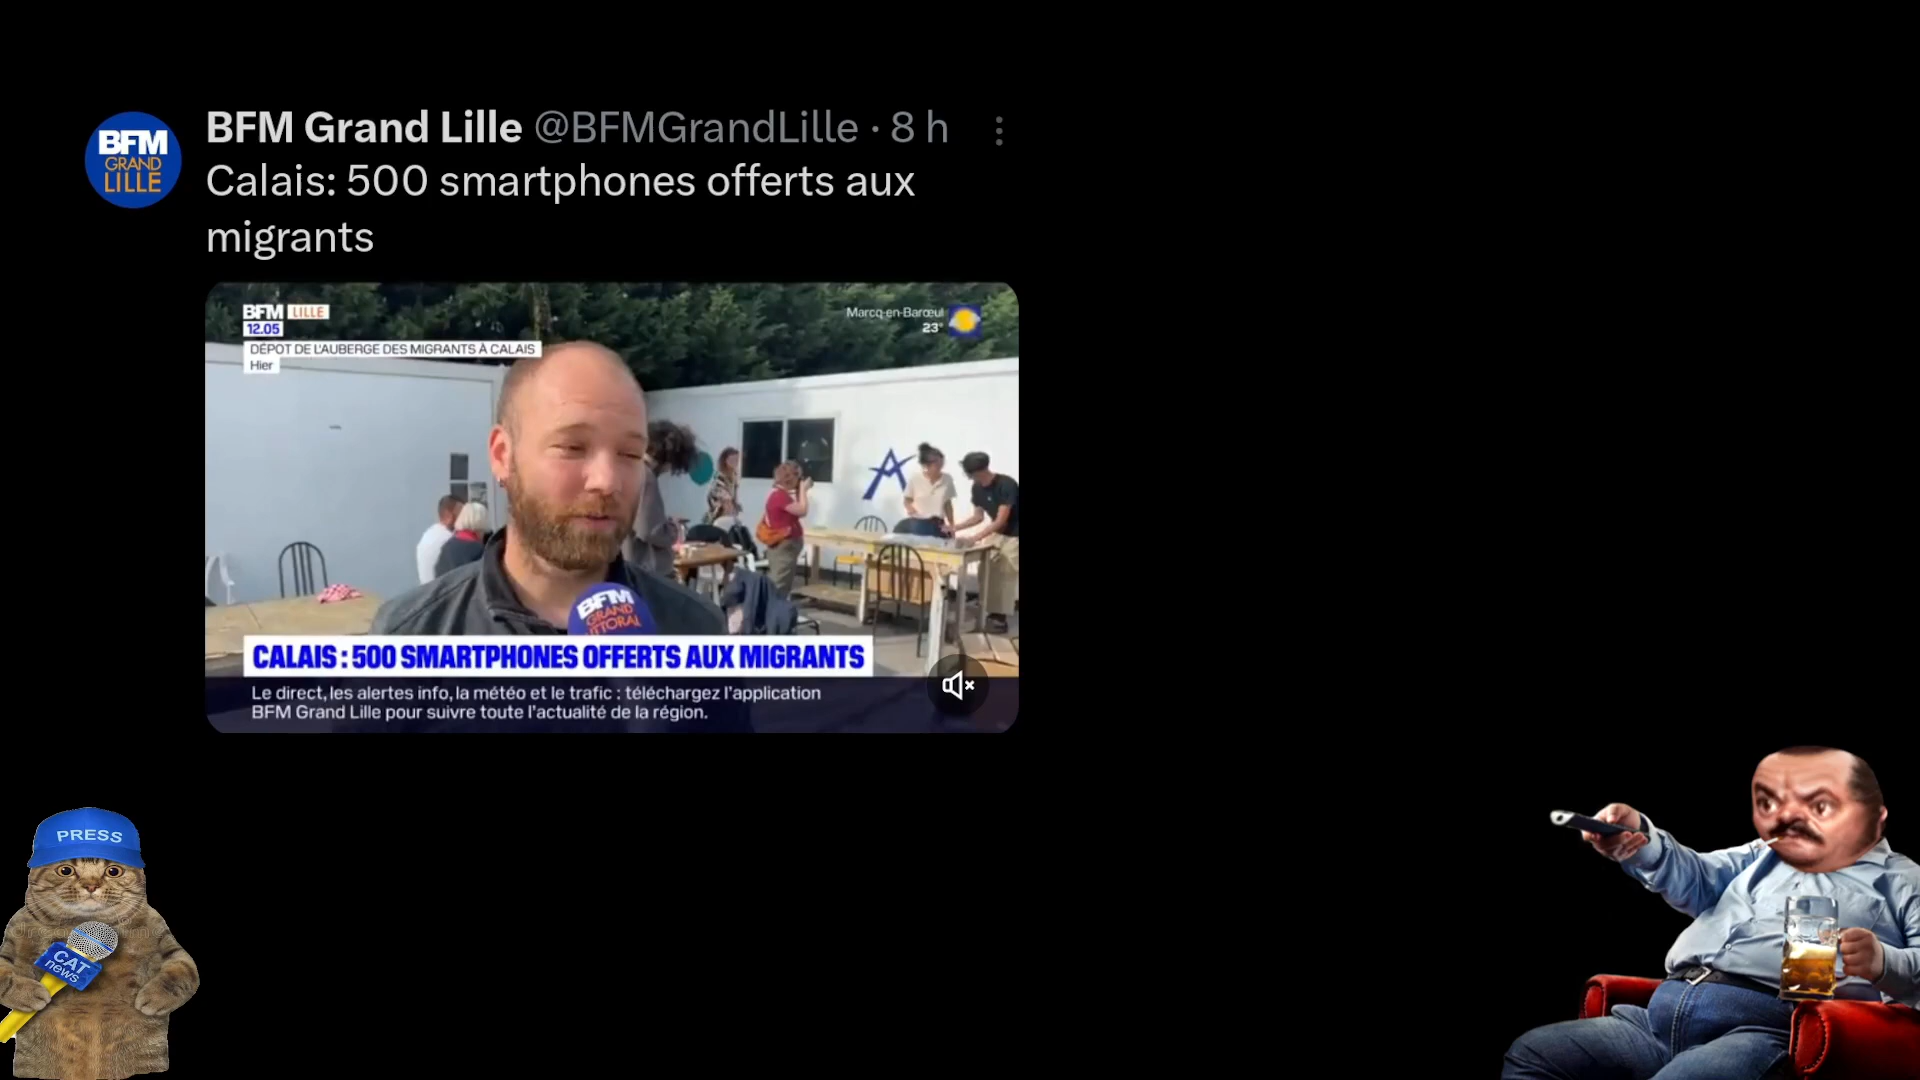 BFM Grand Lille @BFMGrandLille · 8 h
BFM
GRAND
LILLE
Calais: 500 smartphones offerts aux
migrants
BFM LILLE
12.05
DÉPOT DE L'AUBERGE DES MIGRANTS À CALAIS
Hier
Marcq-en-Barœul
23°
BFM
GRAND
LITTORAL
CALAIS : 500 SMARTPHONES OFFERTS AUX MIGRANTS
Le direct, les alertes info, la météo et le trafic : téléchargez l'application
BFM Grand Lille pour suivre toute l'actualité de la région.
PRESS
CAT
news